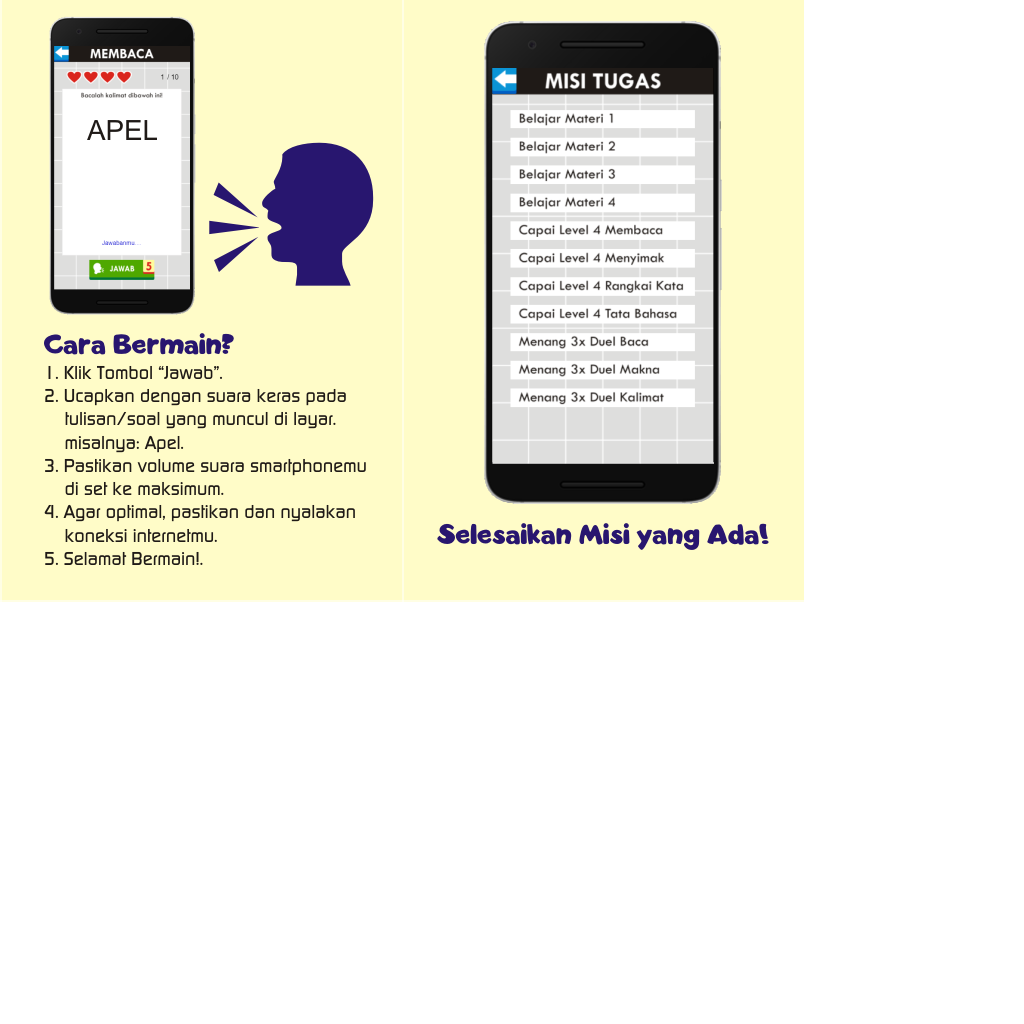 MEMBACA
1 / 10
Bacalah kalimat dibawah ini!
APEL
Jawabanmu...
JAWAB 5
Cara Bermain?
1. Klik Tombol “Jawab”.
2. Ucapkan dengan suara keras pada
tulisan/soal yang muncul di layar.
misalnya: Apel.
3. Pastikan volume suara smartphonemu
di set ke maksimum.
4. Agar optimal, pastikan dan nyalakan
koneksi internetmu.
5. Selamat Bermain!.
MISI TUGAS
Belajar Materi 1
Belajar Materi 2
Belajar Materi 3
Belajar Materi 4
Capai Level 4 Membaca
Capai Level 4 Menyimak
Capai Level 4 Rangkai Kata
Capai Level 4 Tata Bahasa
Menang 3x Duel Baca
Menang 3x Duel Makna
Menang 3x Duel Kalimat
Selesaikan Misi yang Ada!